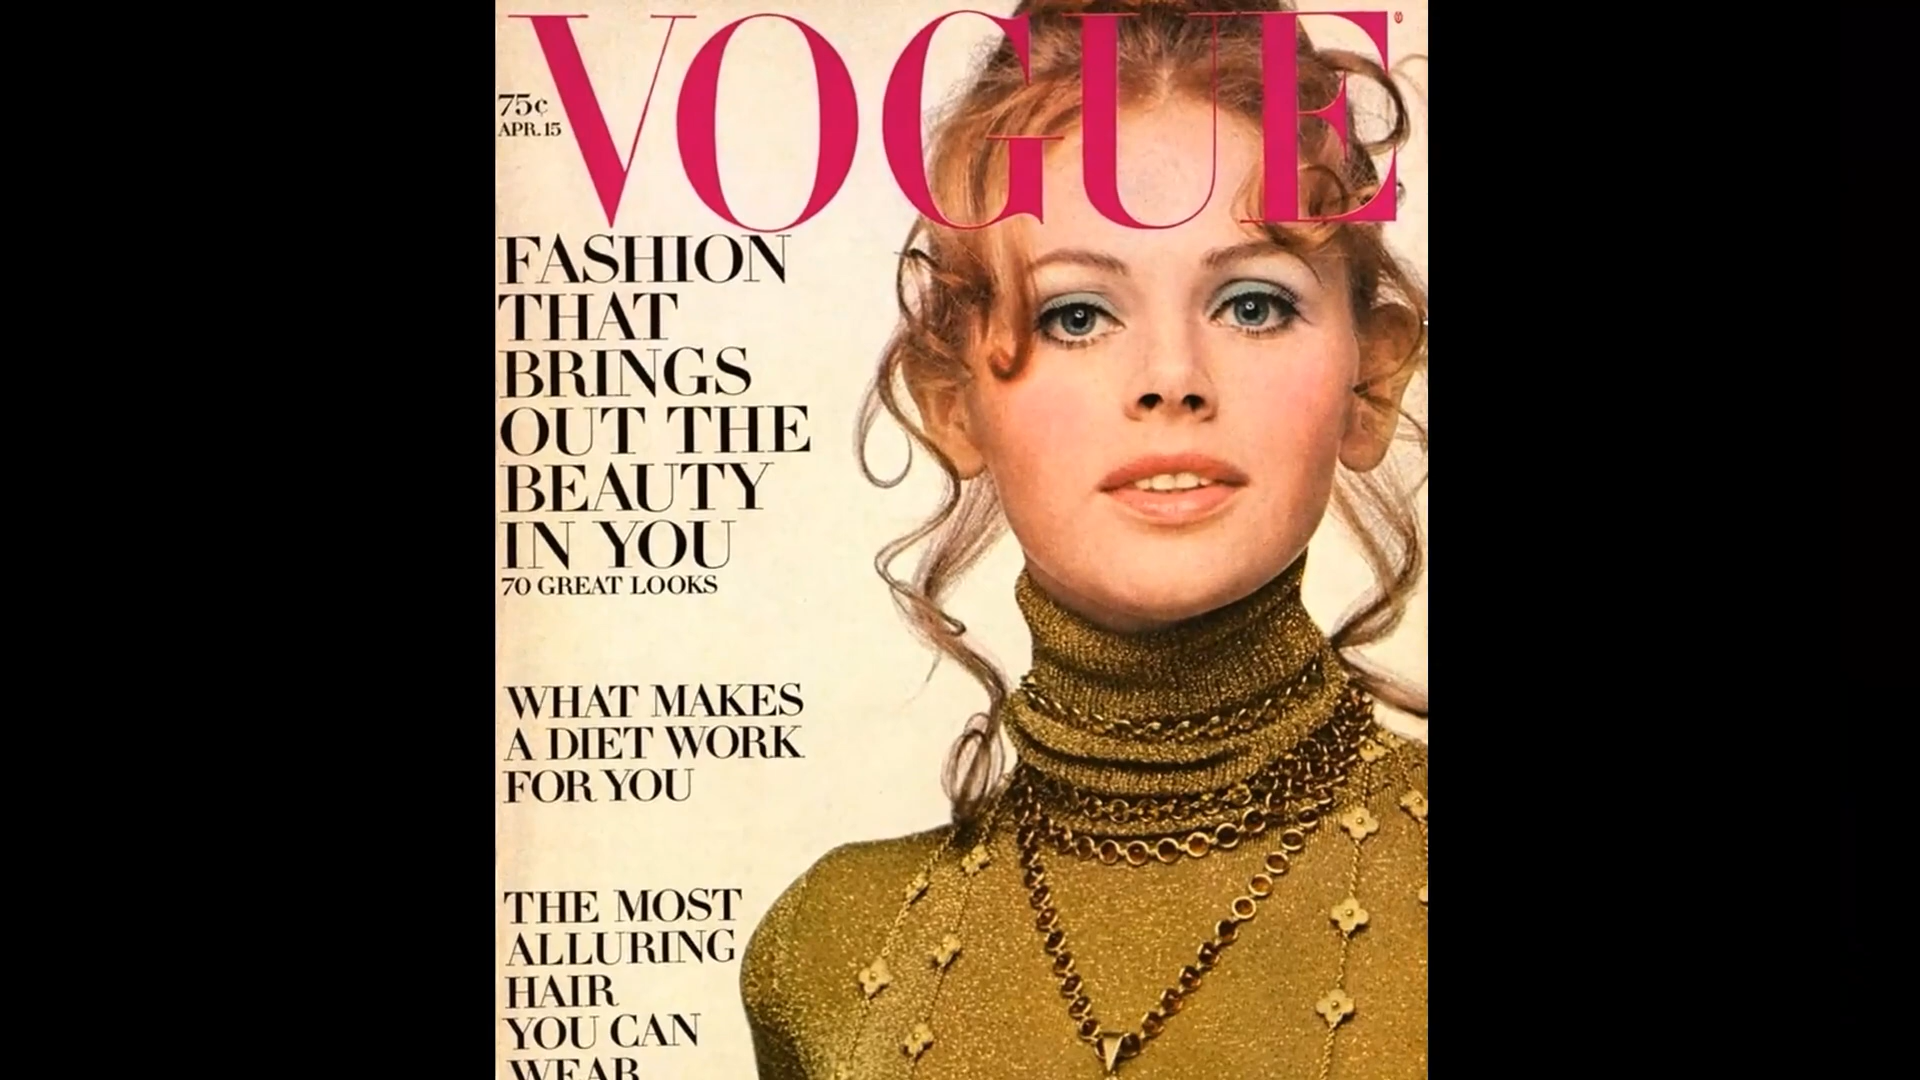 VOGUE
75¢
APR. 15
FASHION
THAT
BRINGS
OUT THE
BEAUTY
IN YOU
70 GREAT LOOKS
WHAT MAKES
A DIET WORK
FOR YOU
THE MOST
ALLURING
HAIR
YOU CAN
WEAR